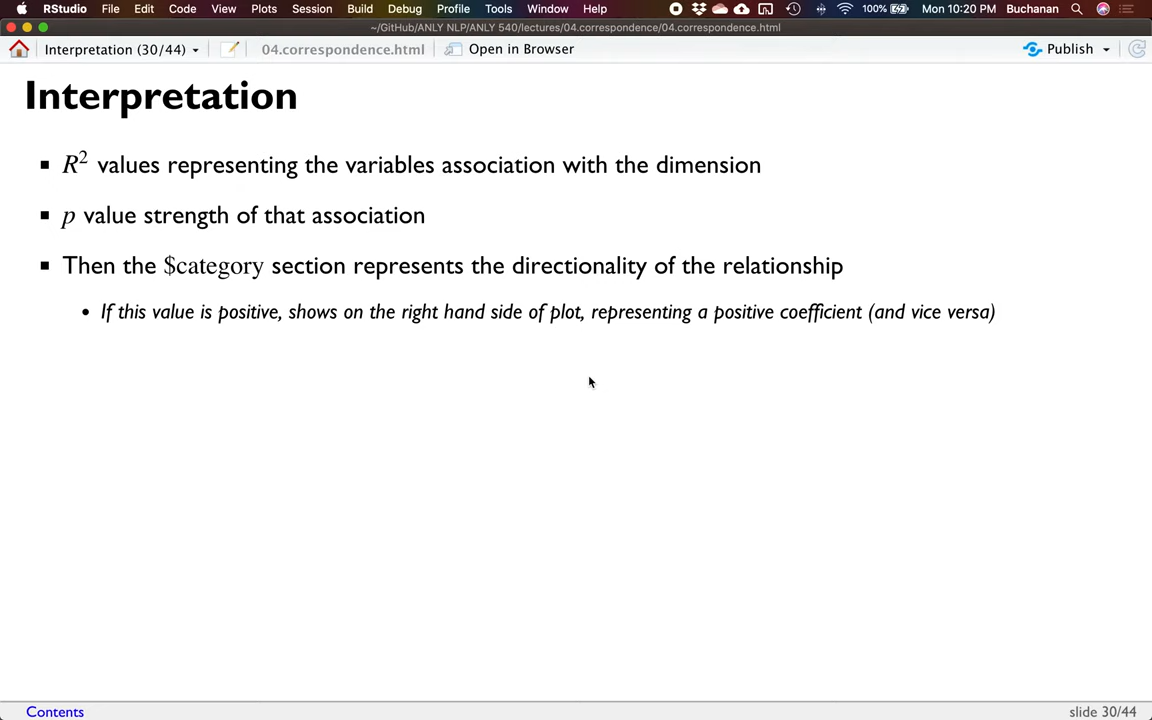 RStudio File Edit Code View Plots Session Build Debug Profile Tools Window Help 100% Mon 10:20 PM Buchanan
~/GitHub/ANLY NLP/ANLY 540/lectures/04.correspondence/04.correspondence.html
Interpretation (30/44) 04.correspondence.html Open in Browser Publish
Interpretation
R² values representing the variables association with the dimension
p value strength of that association
Then the $category section represents the directionality of the relationship
If this value is positive, shows on the right hand side of plot, representing a positive coefficient (and vice versa)
Contents slide 30/44